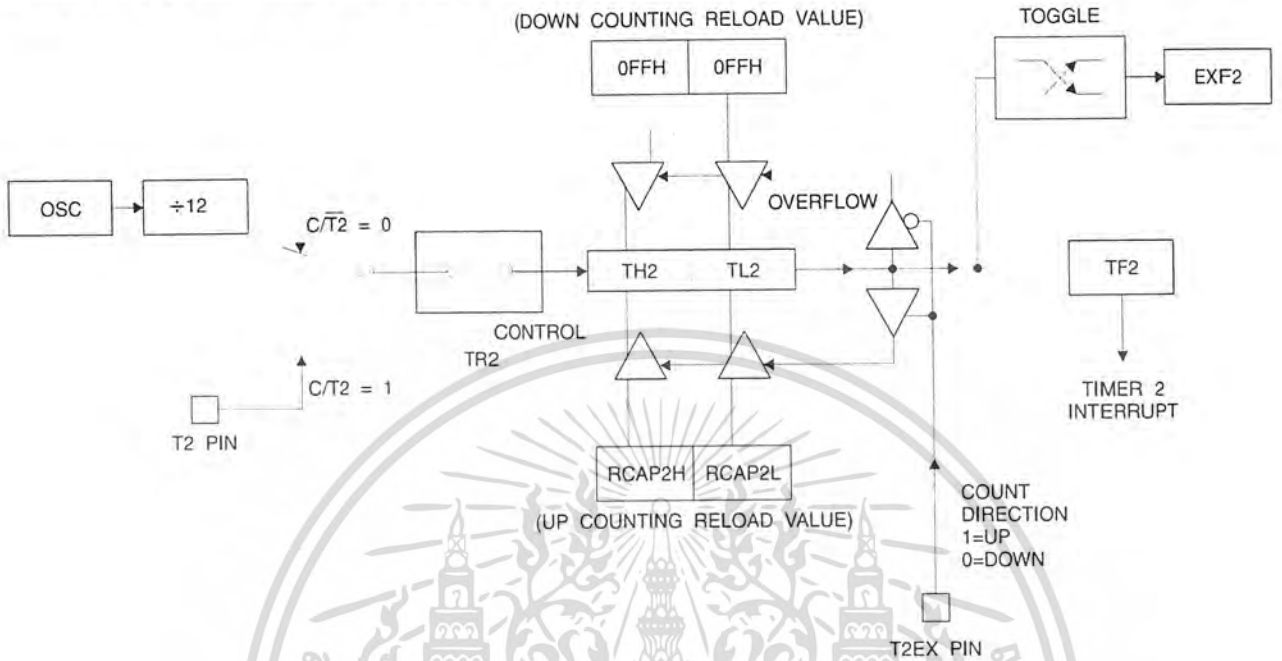 (DOWN COUNTING RELOAD VALUE)
TOGGLE
0FFH 0FFH
EXF2
OSC
÷12
OVERFLOW
C/T̅2̅ = 0
TH2 TL2
TF2
CONTROL
TR2
C/T2 = 1
T2 PIN
TIMER 2
INTERRUPT
RCAP2H RCAP2L
(UP COUNTING RELOAD VALUE)
COUNT
DIRECTION
1=UP
0=DOWN
T2EX PIN